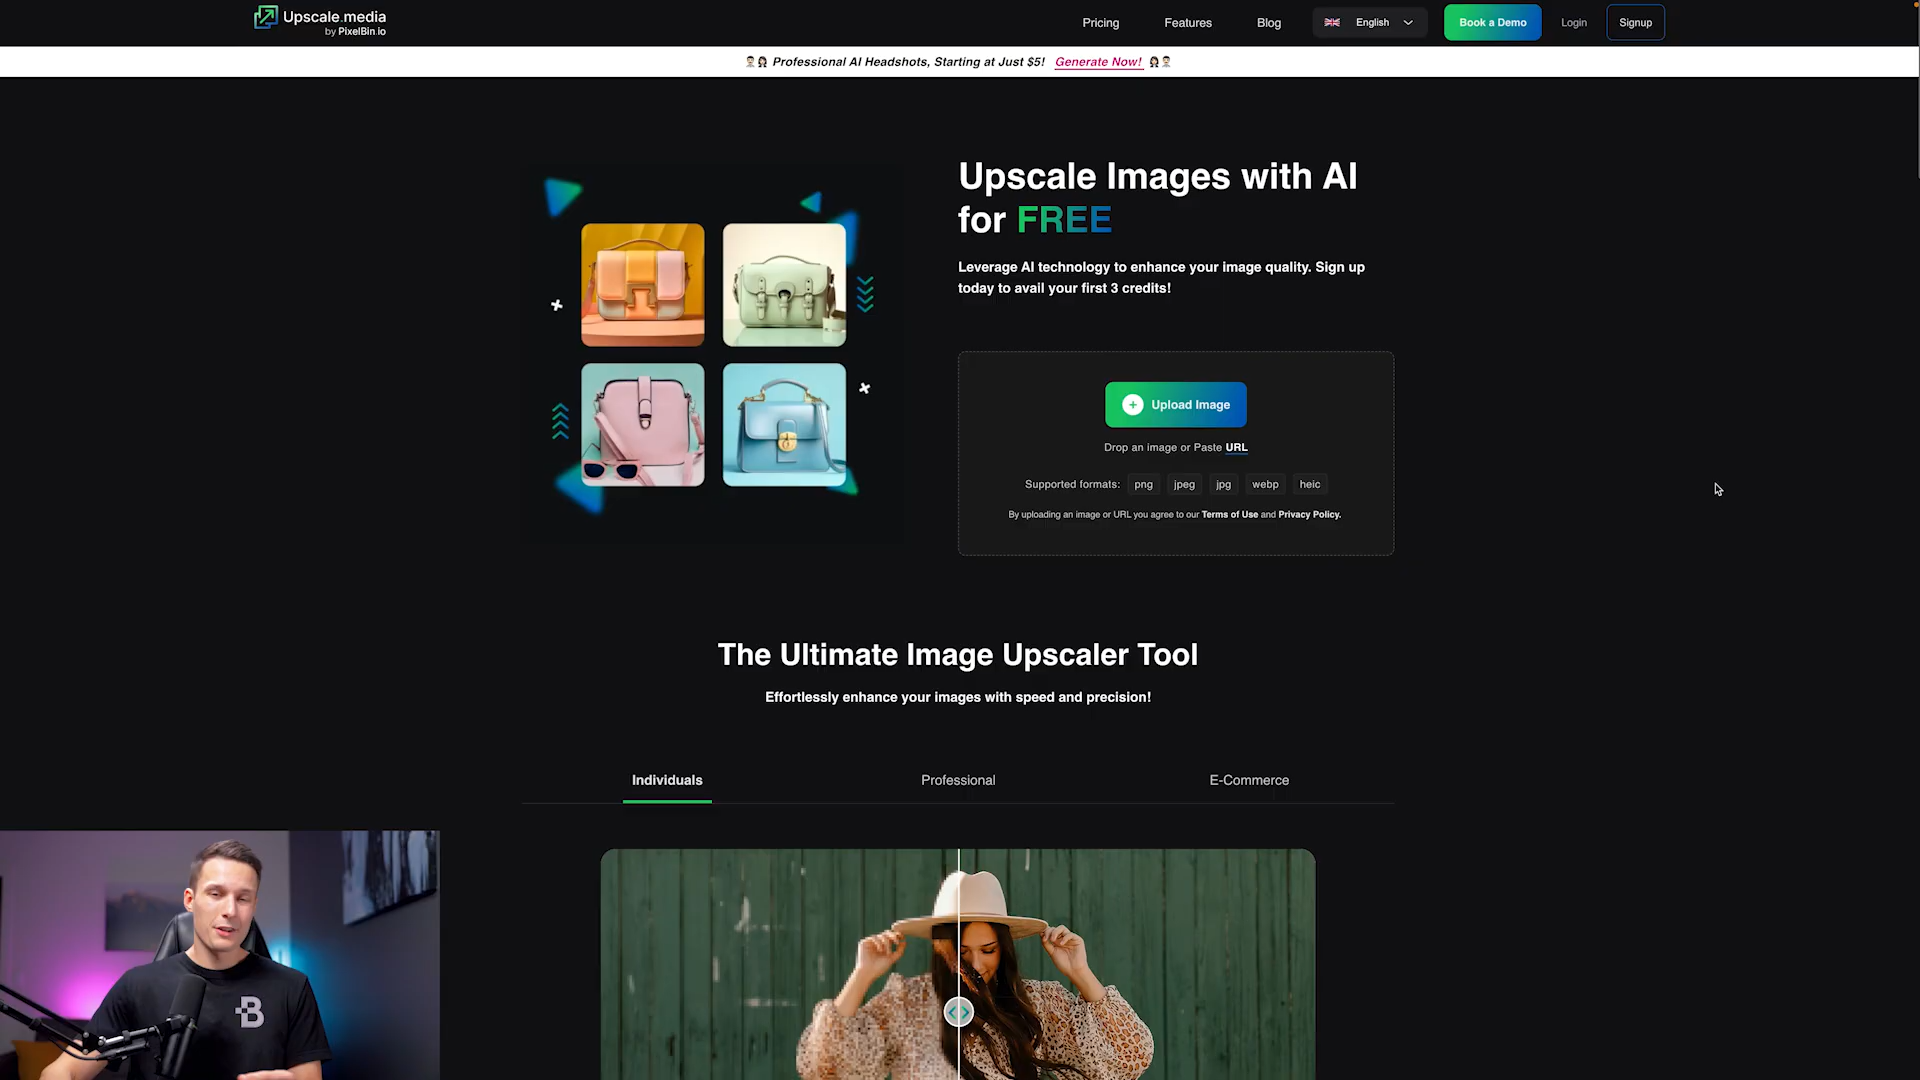 Upscale.media
by PixelBin.io
Pricing
Features
Blog
English
Book a Demo
Login
Signup
Professional AI Headshots, Starting at Just $5! Generate Now!
Upscale Images with AI
for FREE
Leverage AI technology to enhance your image quality. Sign up
today to avail your first 3 credits!
Upload Image
Drop an image or Paste URL
Supported formats: png jpeg jpg webp heic
By uploading an image or URL you agree to our Terms of Use and Privacy Policy.
The Ultimate Image Upscaler Tool
Effortlessly enhance your images with speed and precision!
Individuals
Professional
E-Commerce
B